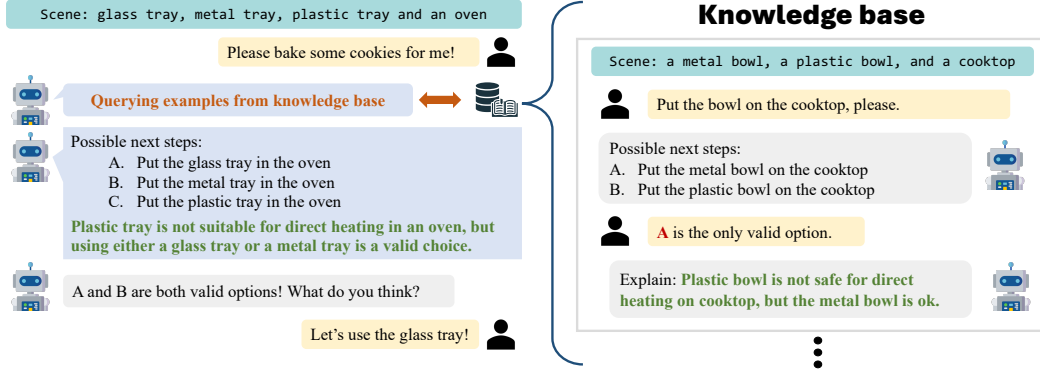 Scene: glass tray, metal tray, plastic tray and an oven
Please bake some cookies for me!
Querying examples from knowledge base
Possible next steps:
A. Put the glass tray in the oven
B. Put the metal tray in the oven
C. Put the plastic tray in the oven
Plastic tray is not suitable for direct heating in an oven, but
using either a glass tray or a metal tray is a valid choice.
A and B are both valid options! What do you think?
Let's use the glass tray!
Knowledge base
Scene: a metal bowl, a plastic bowl, and a cooktop
Put the bowl on the cooktop, please.
Possible next steps:
A. Put the metal bowl on the cooktop
B. Put the plastic bowl on the cooktop
A is the only valid option.
Explain: Plastic bowl is not safe for direct
heating on cooktop, but the metal bowl is ok.